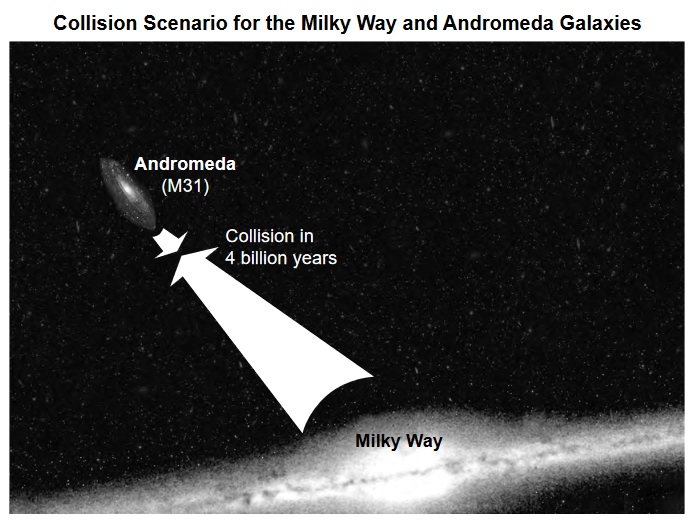 Collision Scenario for the Milky Way and Andromeda Galaxies
Andromeda
(M31)
Collision in
4 billion years
Milky Way